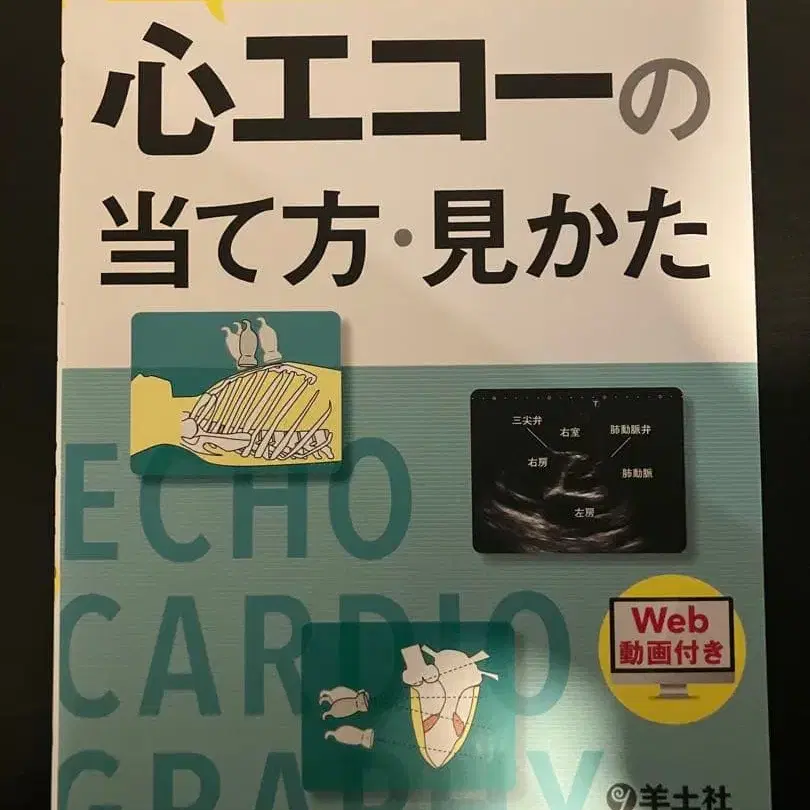 心エコーの
当て方・見かた
三尖弁
右室
肺動脈弁
右房
肺動脈
左房
ECHO
CARDIO
GRAPHY
Web
動画付き
羊土社